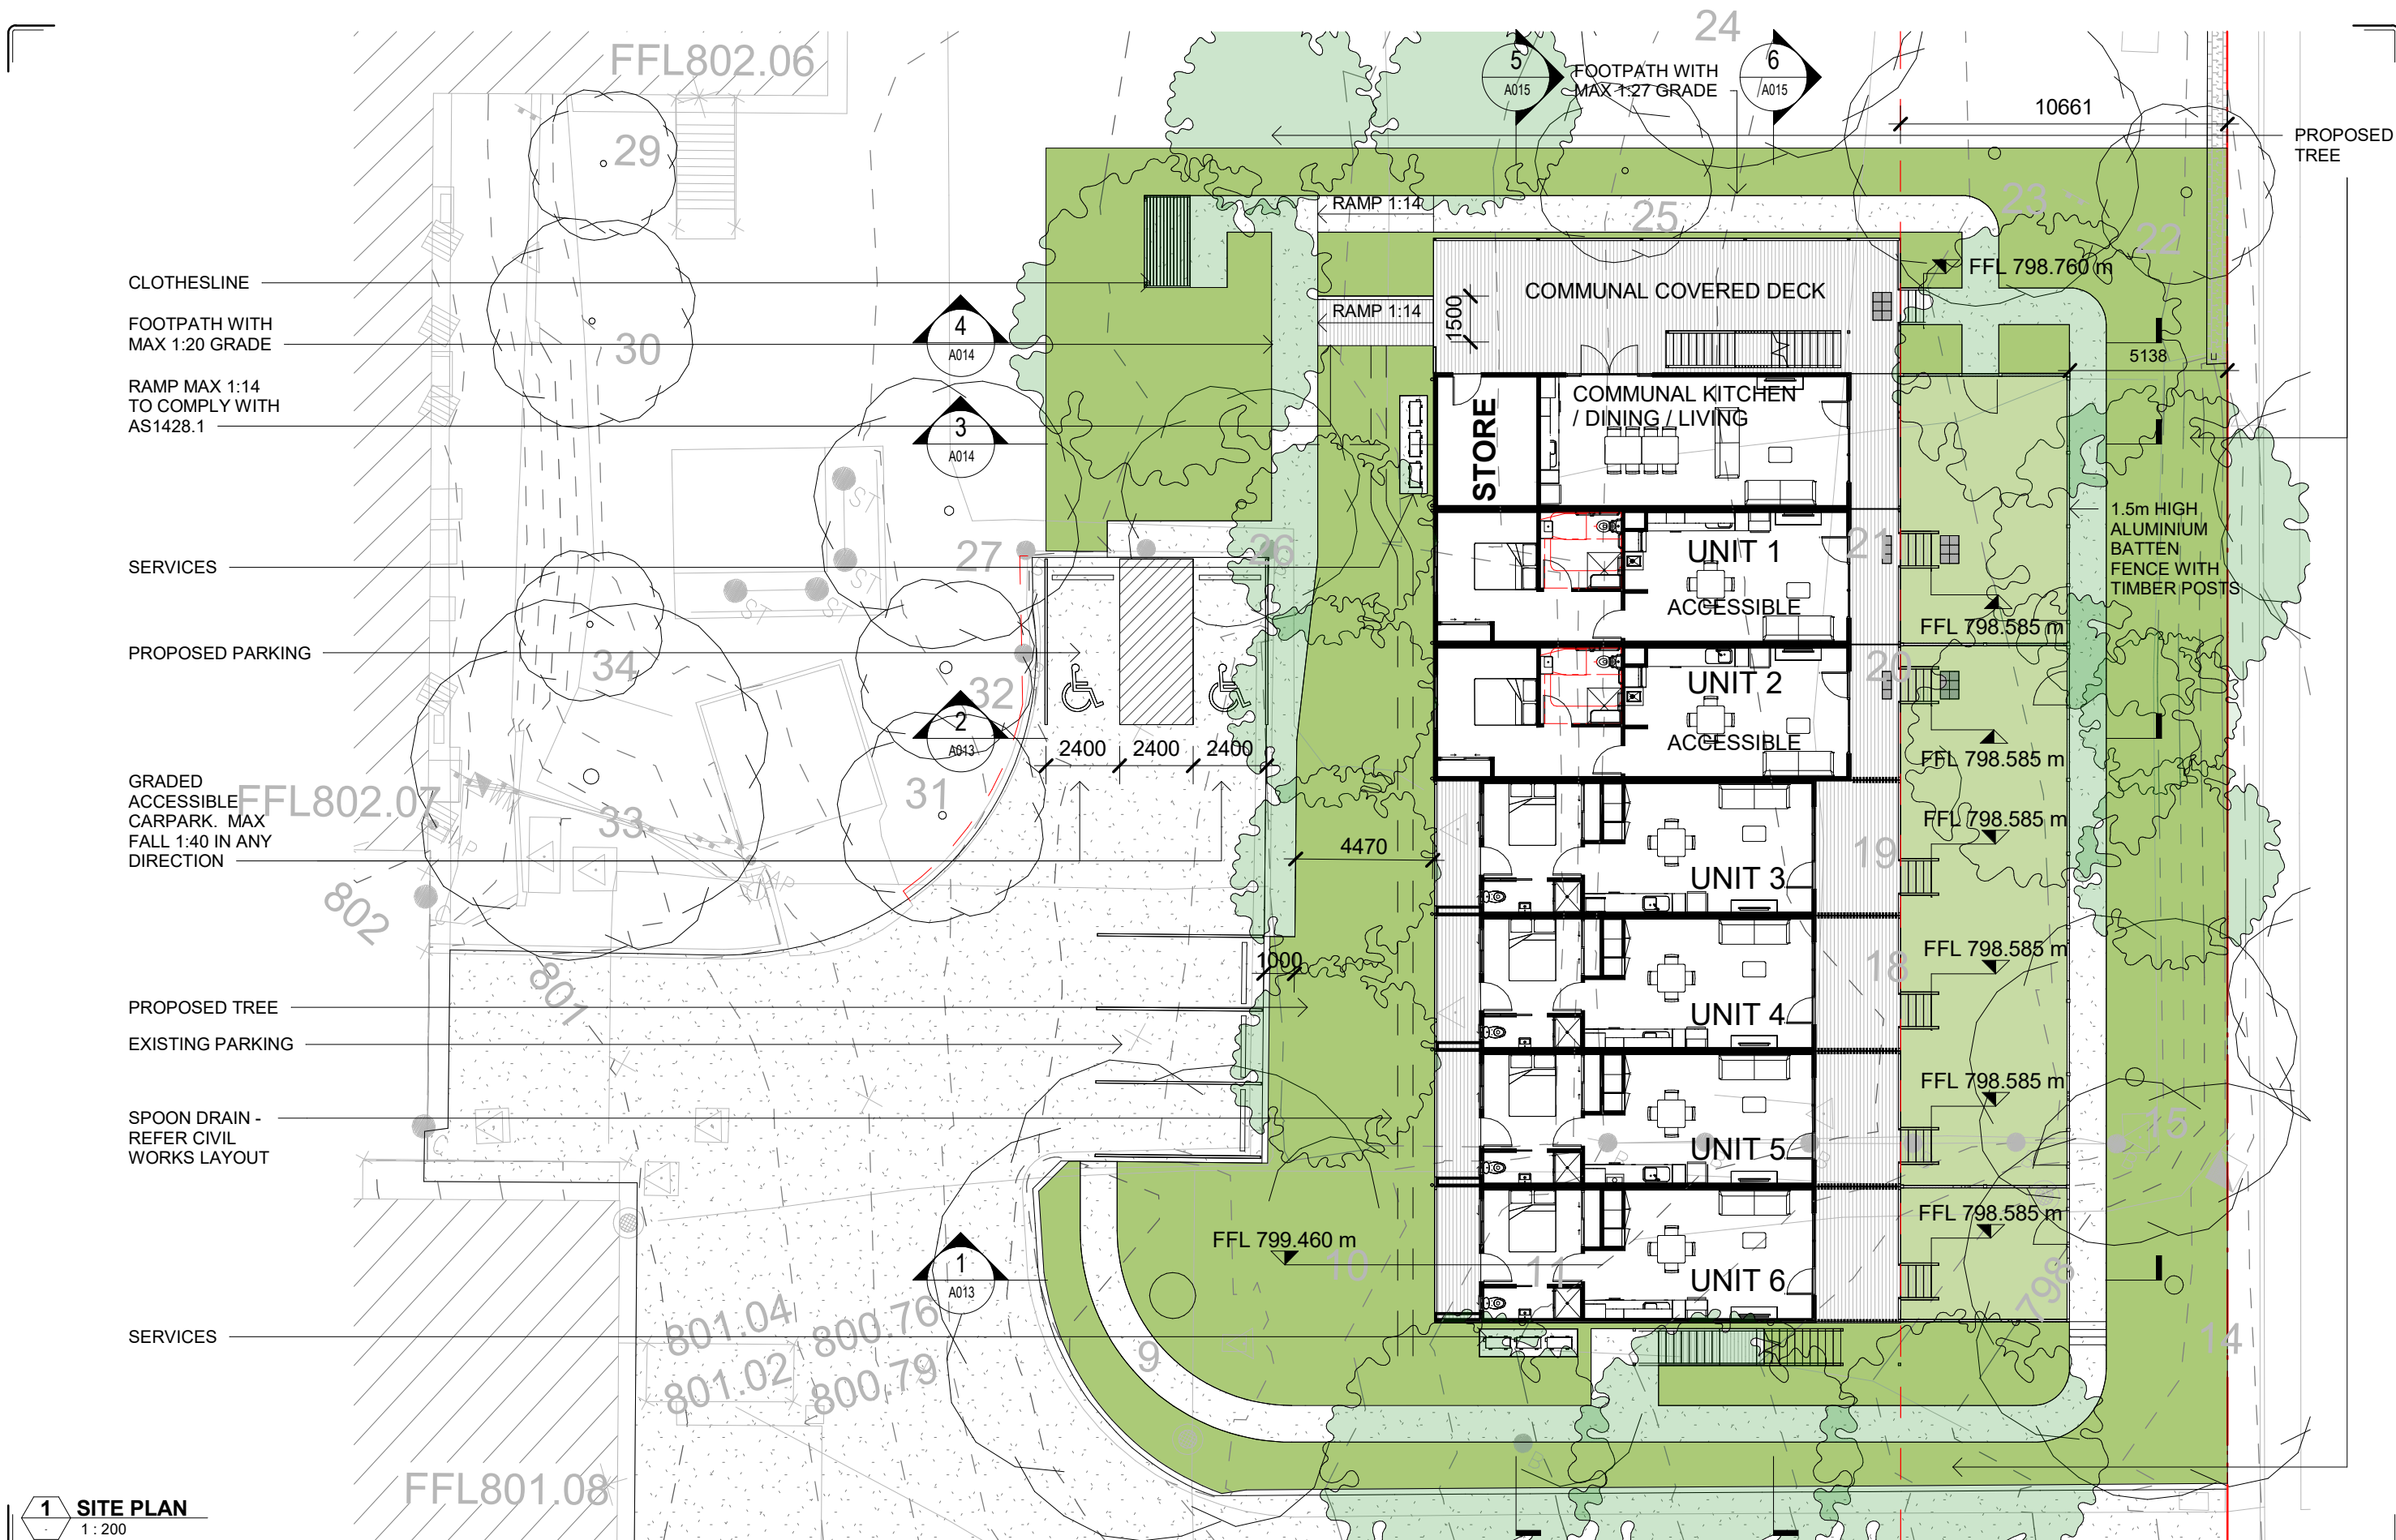 24
FFL802.06
5
A015
FOOTPATH WITH
MAX 1:27 GRADE
6
A015
10661
PROPOSED
TREE
29
RAMP 1:14
25
23
22
CLOTHESLINE
FFL 798.760 m
COMMUNAL COVERED DECK
FOOTPATH WITH
MAX 1:20 GRADE
30
4
A014
RAMP 1:14
1500
5138
RAMP MAX 1:14
TO COMPLY WITH
AS1428.1
3
A014
STORE
COMMUNAL KITCHEN
/ DINING / LIVING
ST
ST
ST
ST
1.5m HIGH
ALUMINIUM
BATTEN
FENCE WITH
TIMBER POSTS
SERVICES
27
26
UNIT 1
ACCESSIBLE
21
FFL 798.585 m
PROPOSED PARKING
34
32
UNIT 2
ACCESSIBLE
20
FFL 798.585 m
2
A013
2400
2400
2400
GRADED
ACCESSIBLE
CARPARK.  MAX
FALL 1:40 IN ANY
DIRECTION
FFL802.07
33
31
4470
UNIT 3
19
FFL 798.585 m
802
801
1000
UNIT 4
18
FFL 798.585 m
PROPOSED TREE
EXISTING PARKING
SPOON DRAIN -
REFER CIVIL
WORKS LAYOUT
UNIT 5
FFL 798.585 m
15
FFL 799.460 m
10
11
UNIT 6
FFL 798.585 m
798
1
A013
SERVICES
801.04
800.76
801.02
800.79
9
14
FFL801.08
1
SITE PLAN
1 : 200